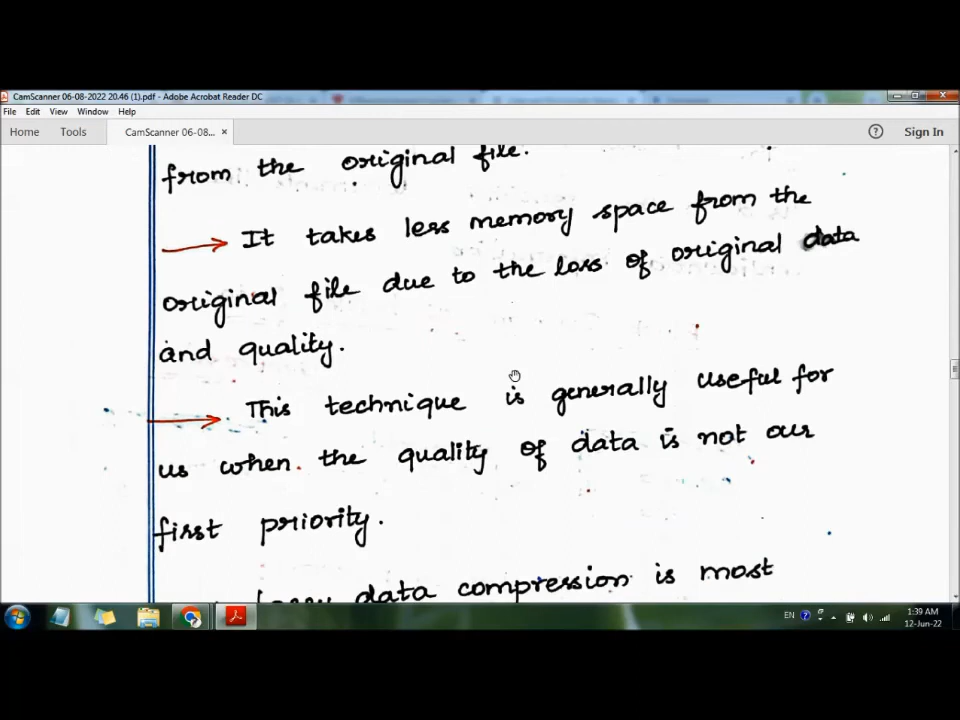 CamScanner 06-08-2022 20.46 (1).pdf - Adobe Acrobat Reader DC
File Edit View Window Help
Home Tools CamScanner 06-08... × ? Sign In
from the original file.
It takes less memory space from the
original file due to the loss of original data
and quality.
This technique is generally useful for
us when the quality of data is not our
first priority.
lossy data compression is most
EN 1:39 AM
12-Jun-22